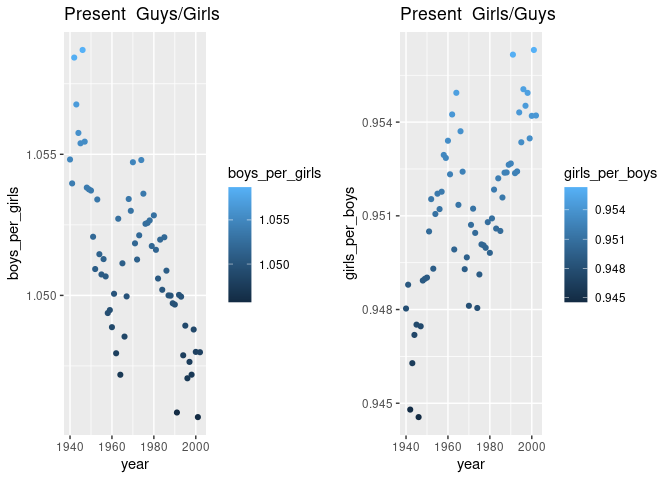 Present  Guys/Girls
boys_per_girls
1.055
1.050
1940 1960 1980 2000
year
boys_per_girls
1.055
1.050
Present  Girls/Guys
girls_per_boys
0.954
0.951
0.948
0.945
1940 1960 1980 2000
year
girls_per_boys
0.954
0.951
0.948
0.945